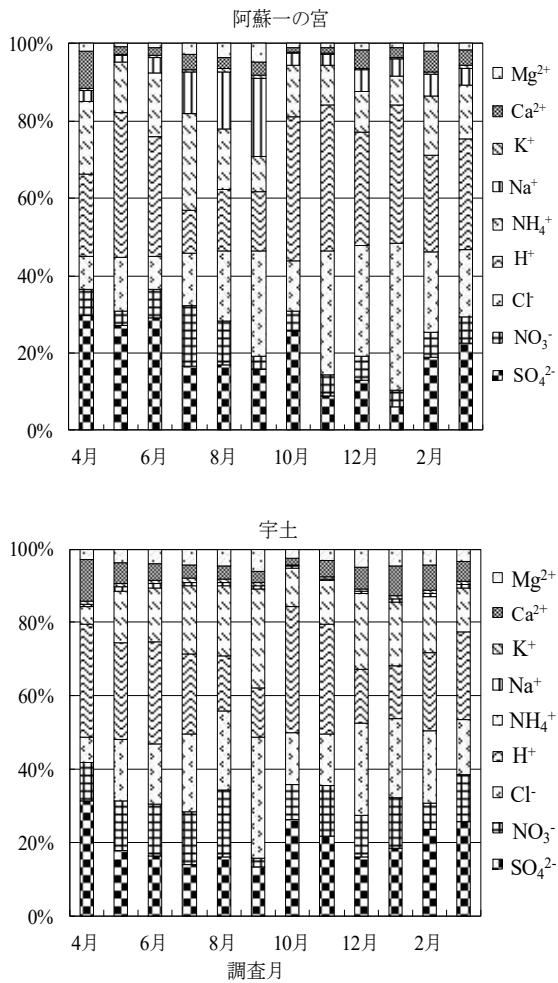 阿蘇一の宮
100%
80%
60%
40%
20%
0%
4月 6月 8月 10月 12月 2月
Mg²⁺
Ca²⁺
K⁺
Na⁺
NH₄⁺
H⁺
Cl⁻
NO₃⁻
SO₄²⁻
宇土
100%
80%
60%
40%
20%
0%
4月 6月 8月 10月 12月 2月
調査月
Mg²⁺
Ca²⁺
K⁺
Na⁺
NH₄⁺
H⁺
Cl⁻
NO₃⁻
SO₄²⁻